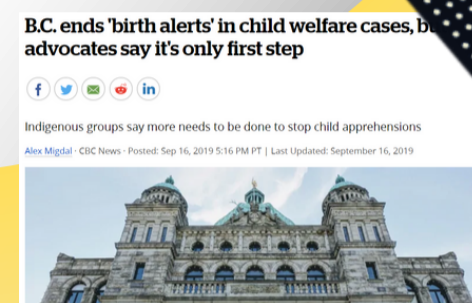 B.C. ends 'birth alerts' in child welfare cases,
advocates say it's only first step
in
Indigenous groups say more needs to be done to stop child apprehensions
Alex Migdal · CBC News · Posted: Sep 16, 2019 5:16 PM PT | Last Updated: September 16, 2019